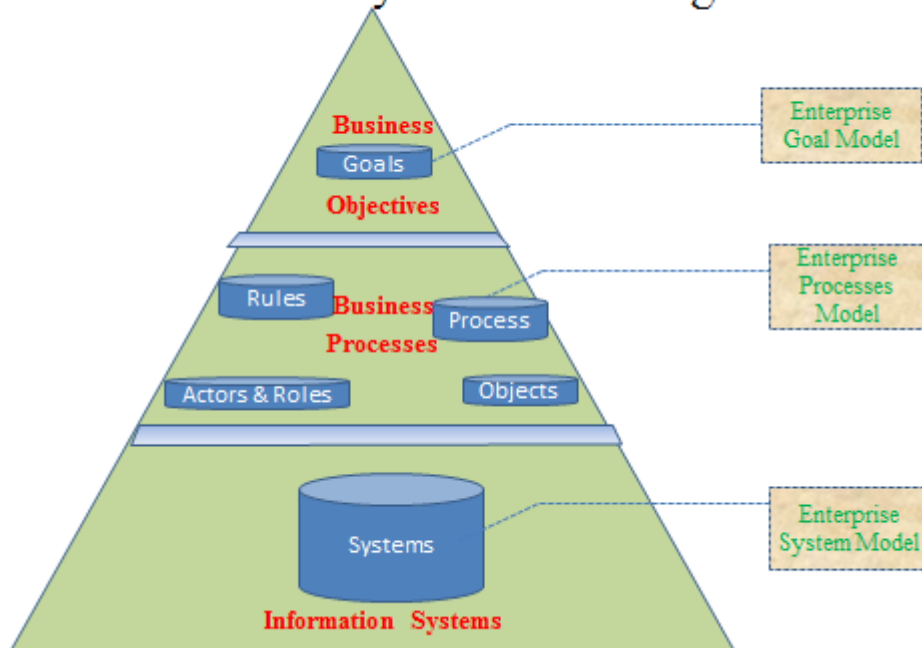 Business
Goals
Objectives
Enterprise
Goal Model
Rules
Business
Process
Processes
Actors & Roles
Objects
Enterprise
Processes
Model
Systems
Information Systems
Enterprise
System Model